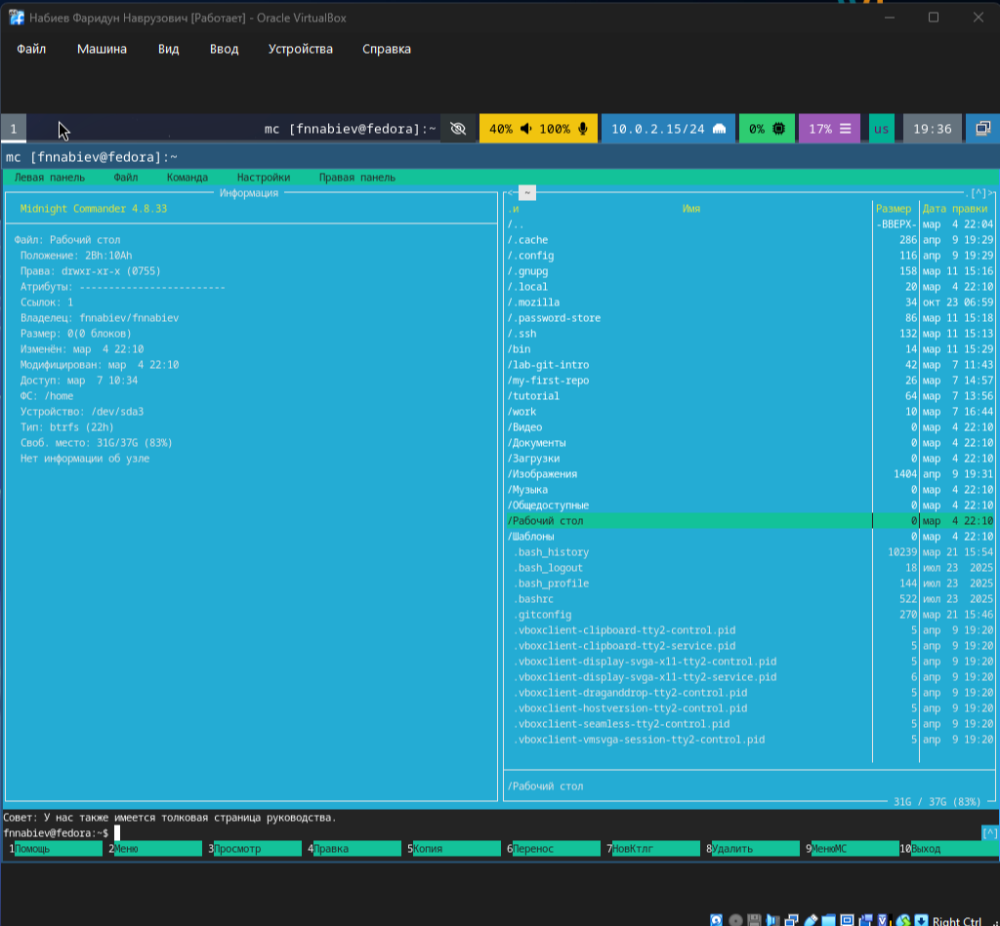 Набиев Фаридун Наврузович [Работает] - Oracle VirtualBox
Файл Машина Вид Ввод Устройства Справка
1 mc [fnnabiev@fedora]:~ 40% 100% 10.0.2.15/24 0% 17% us 19:36
mc [fnnabiev@fedora]:~
Левая панель Файл Команда Настройки Правая панель
Информация
Midnight Commander 4.8.33
Файл: Рабочий стол
Положение: 2Bh:10Ah
Права: drwxr-xr-x (0755)
Атрибуты: -------------------------
Ссылок: 1
Владелец: fnnabiev/fnnabiev
Размер: 0(0 блоков)
Изменён: мар  4 22:10
Модифицирован: мар  4 22:10
Доступ: мар  7 10:34
ФС: /home
Устройство: /dev/sda3
Тип: btrfs (22h)
Своб. место: 31G/37G (83%)
Нет информации об узле
<- ~ .[^]>
.и Имя Размер Дата правки
/.. -ВВЕРХ- мар  4 22:04
/.cache 286 апр  9 19:29
/.config 116 апр  9 19:29
/.gnupg 158 мар 11 15:16
/.local 20 мар  4 22:10
/.mozilla 34 окт 23 06:59
/.password-store 86 мар 11 15:18
/.ssh 132 мар 11 15:13
/bin 14 мар 11 15:29
/lab-git-intro 42 мар  7 11:43
/my-first-repo 26 мар  7 14:57
/tutorial 64 мар  7 13:56
/work 10 мар  7 16:44
/Видео 0 мар  4 22:10
/Документы 0 мар  4 22:10
/Загрузки 0 мар  4 22:10
/Изображения 1404 апр  9 19:31
/Музыка 0 мар  4 22:10
/Общедоступные 0 мар  4 22:10
/Рабочий стол 0 мар  4 22:10
/Шаблоны 0 мар  4 22:10
.bash_history 10239 мар 21 15:54
.bash_logout 18 июл 23  2025
.bash_profile 144 июл 23  2025
.bashrc 522 июл 23  2025
.gitconfig 270 мар 21 15:46
.vboxclient-clipboard-tty2-control.pid 5 апр  9 19:20
.vboxclient-clipboard-tty2-service.pid 5 апр  9 19:20
.vboxclient-display-svga-x11-tty2-control.pid 5 апр  9 19:20
.vboxclient-display-svga-x11-tty2-service.pid 6 апр  9 19:20
.vboxclient-draganddrop-tty2-control.pid 5 апр  9 19:20
.vboxclient-hostversion-tty2-control.pid 5 апр  9 19:20
.vboxclient-seamless-tty2-control.pid 5 апр  9 19:20
.vboxclient-vmsvga-session-tty2-control.pid 5 апр  9 19:20
/Рабочий стол
31G / 37G (83%)
Совет: У нас также имеется толковая страница руководства.
fnnabiev@fedora:~$ [^]
1Помощь 2Меню 3Просмотр 4Правка 5Копия 6Перенос 7НовКтлг 8Удалить 9МенюMC 10Выход
Right Ctrl